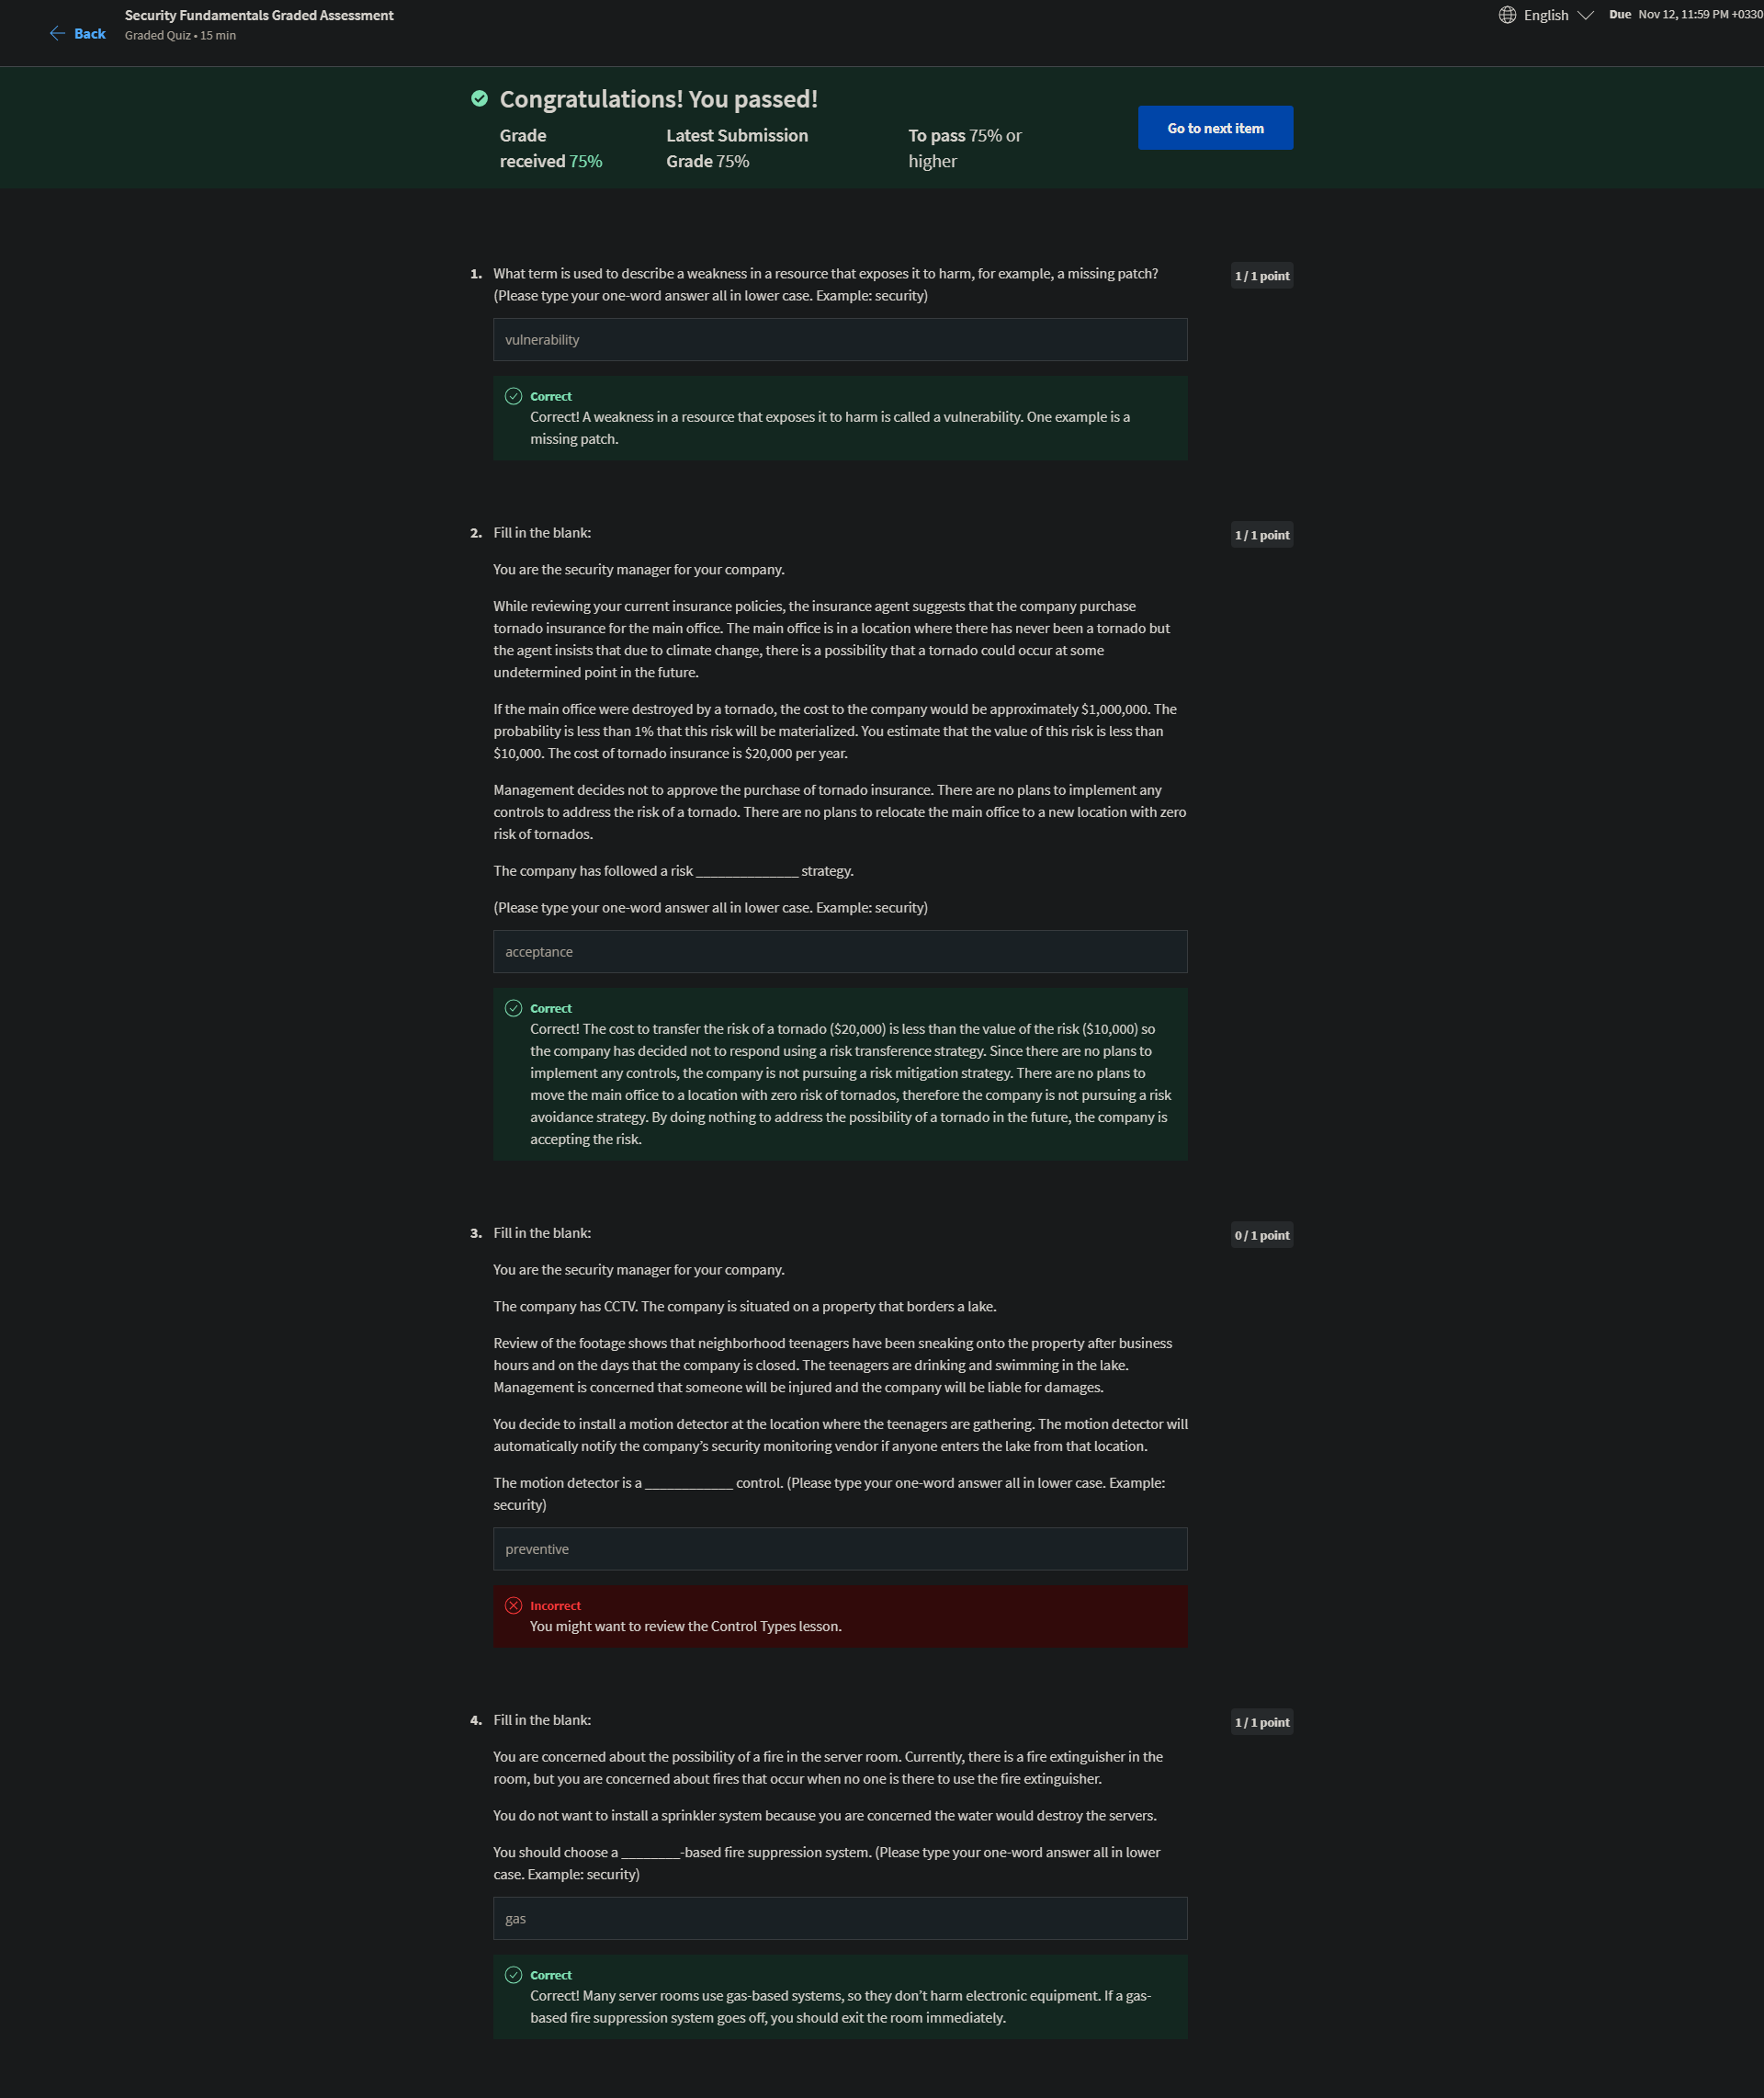 Security Fundamentals Graded Assessment
Back
Graded Quiz • 15 min
English
Due Nov 12, 11:59 PM +0330
Congratulations! You passed!
Grade received 75%
Latest Submission Grade 75%
To pass 75% or higher
Go to next item
1. What term is used to describe a weakness in a resource that exposes it to harm, for example, a missing patch?
(Please type your one-word answer all in lower case. Example: security)
1 / 1 point
vulnerability
Correct
Correct! A weakness in a resource that exposes it to harm is called a vulnerability. One example is a
missing patch.
2. Fill in the blank:
1 / 1 point
You are the security manager for your company.
While reviewing your current insurance policies, the insurance agent suggests that the company purchase
tornado insurance for the main office. The main office is in a location where there has never been a tornado but
the agent insists that due to climate change, there is a possibility that a tornado could occur at some
undetermined point in the future.
If the main office were destroyed by a tornado, the cost to the company would be approximately $1,000,000. The
probability is less than 1% that this risk will be materialized. You estimate that the value of this risk is less than
$10,000. The cost of tornado insurance is $20,000 per year.
Management decides not to approve the purchase of tornado insurance. There are no plans to implement any
controls to address the risk of a tornado. There are no plans to relocate the main office to a new location with zero
risk of tornados.
The company has followed a risk ______________ strategy.
(Please type your one-word answer all in lower case. Example: security)
acceptance
Correct
Correct! The cost to transfer the risk of a tornado ($20,000) is less than the value of the risk ($10,000) so
the company has decided not to respond using a risk transference strategy. Since there are no plans to
implement any controls, the company is not pursuing a risk mitigation strategy. There are no plans to
move the main office to a location with zero risk of tornados, therefore the company is not pursuing a risk
avoidance strategy. By doing nothing to address the possibility of a tornado in the future, the company is
accepting the risk.
3. Fill in the blank:
0 / 1 point
You are the security manager for your company.
The company has CCTV. The company is situated on a property that borders a lake.
Review of the footage shows that neighborhood teenagers have been sneaking onto the property after business
hours and on the days that the company is closed. The teenagers are drinking and swimming in the lake.
Management is concerned that someone will be injured and the company will be liable for damages.
You decide to install a motion detector at the location where the teenagers are gathering. The motion detector will
automatically notify the company’s security monitoring vendor if anyone enters the lake from that location.
The motion detector is a ____________ control. (Please type your one-word answer all in lower case. Example:
security)
preventive
Incorrect
You might want to review the Control Types lesson.
4. Fill in the blank:
1 / 1 point
You are concerned about the possibility of a fire in the server room. Currently, there is a fire extinguisher in the
room, but you are concerned about fires that occur when no one is there to use the fire extinguisher.
You do not want to install a sprinkler system because you are concerned the water would destroy the servers.
You should choose a ________-based fire suppression system. (Please type your one-word answer all in lower
case. Example: security)
gas
Correct
Correct! Many server rooms use gas-based systems, so they don’t harm electronic equipment. If a gas-
based fire suppression system goes off, you should exit the room immediately.